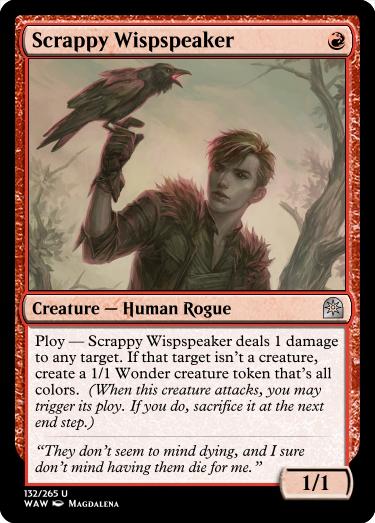 Scrappy Wispspeaker
Creature — Human Rogue
Ploy — Scrappy Wispspeaker deals 1 damage
to any target. If that target isn't a creature,
create a 1/1 Wonder creature token that's all
colors. (When this creature attacks, you may
trigger its ploy. If you do, sacrifice it at the next
end step.)
“They don't seem to mind dying, and I sure
don't mind having them die for me.”
1/1
132/265 U
WAW Magdalena